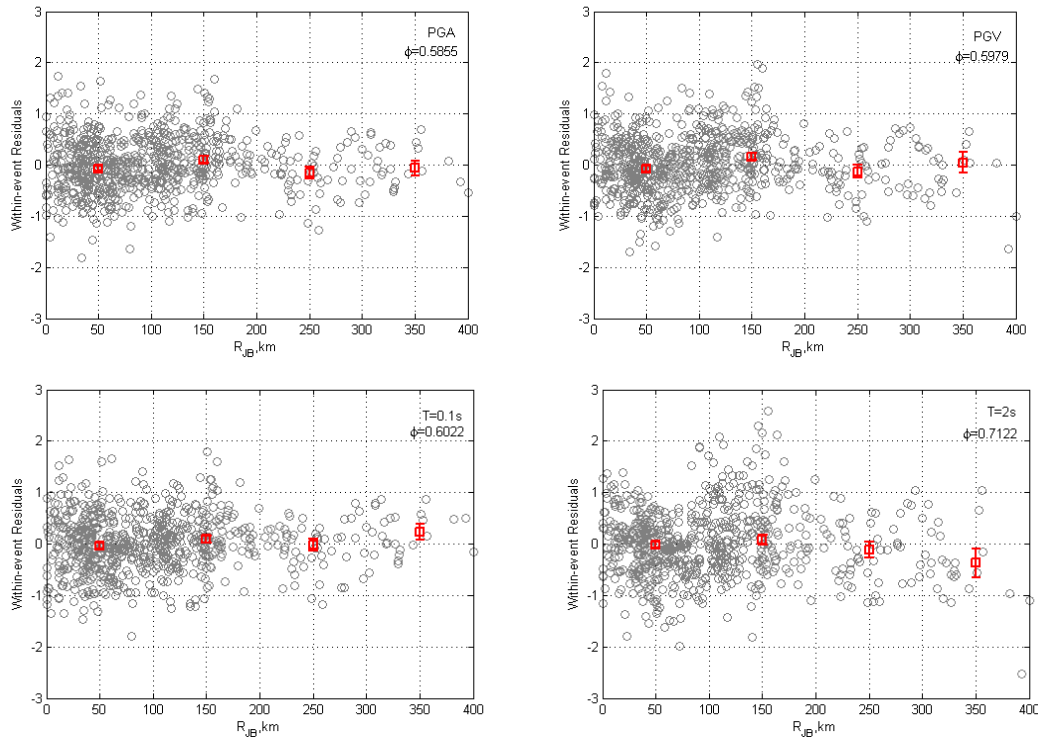 3
2
1
0
-1
-2
-3
Within-event Residuals
PGA
ϕ=0.5855
0 50 100 150 200 250 300 350 400
R_JB,km
3
2
1
0
-1
-2
-3
Within-event Residuals
PGV
ϕ=0.5979
0 50 100 150 200 250 300 350 400
R_JB,km
3
2
1
0
-1
-2
-3
Within-event Residuals
T=0.1s
ϕ=0.6022
0 50 100 150 200 250 300 350 400
R_JB,km
3
2
1
0
-1
-2
-3
Within-event Residuals
T=2s
ϕ=0.7122
0 50 100 150 200 250 300 350 400
R_JB,km